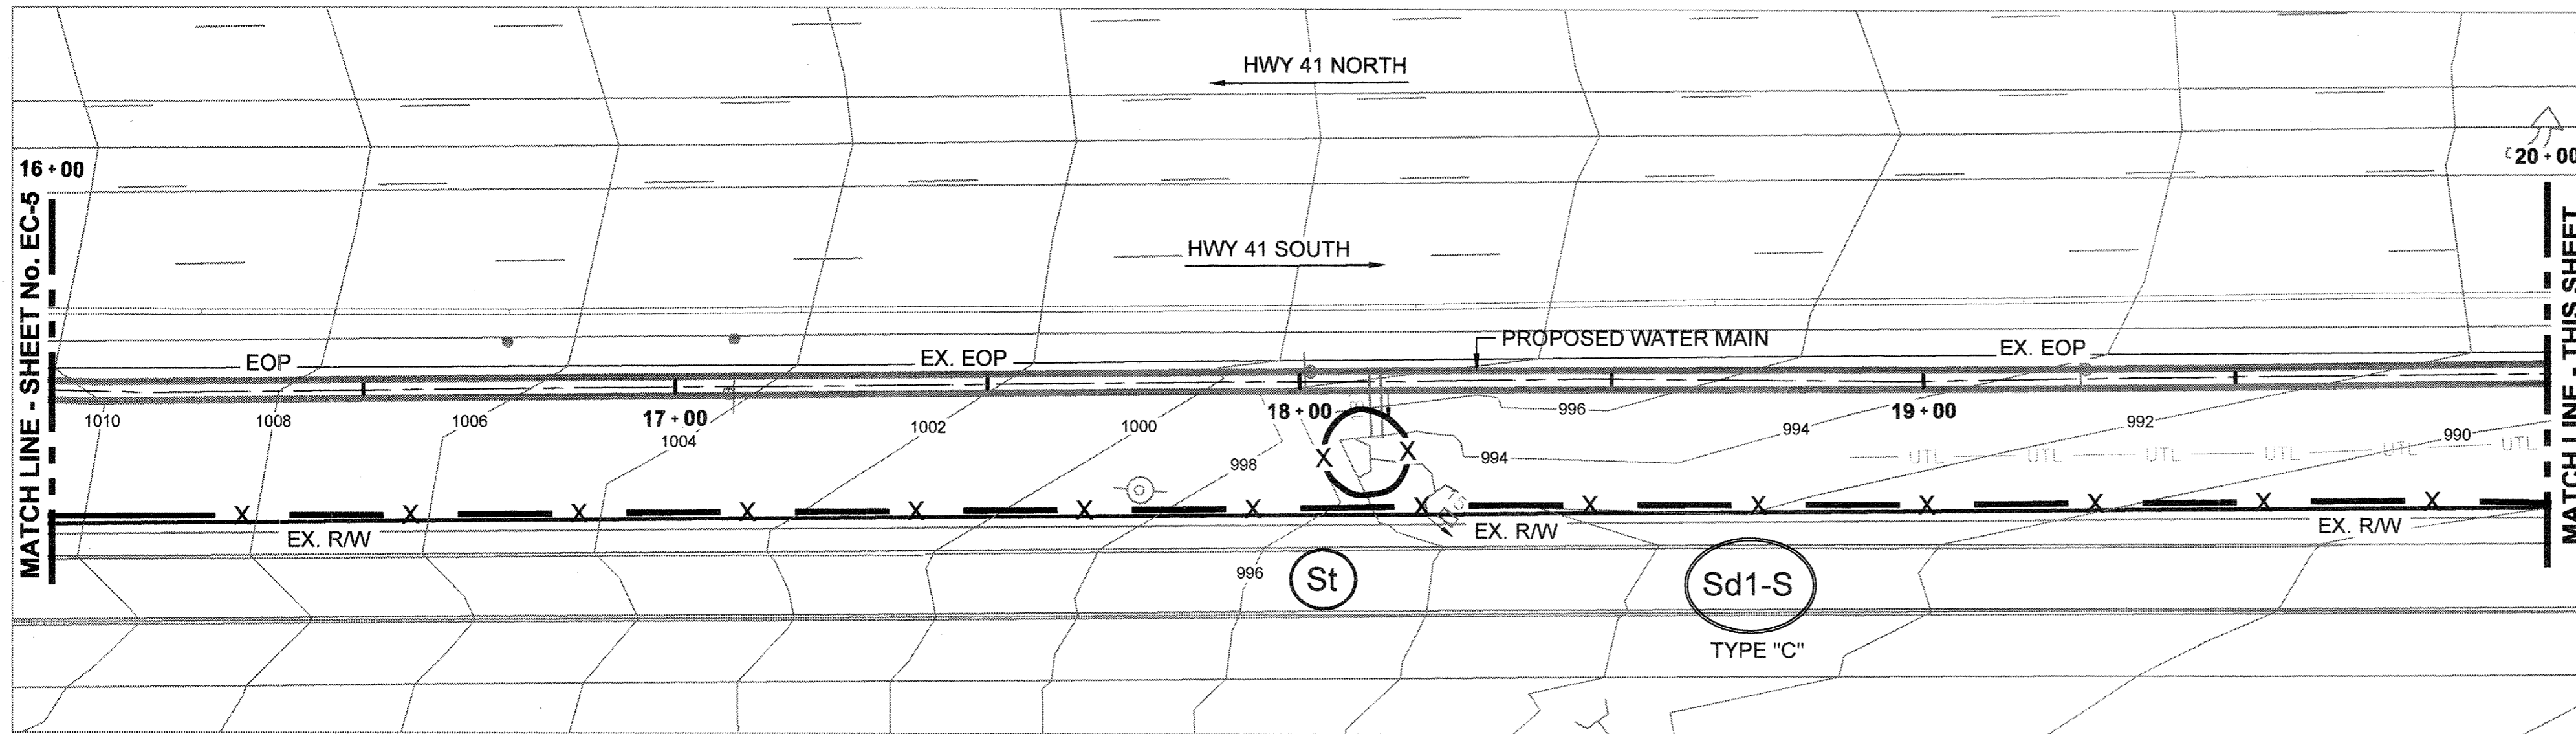 HWY 41 NORTH
16+00
20+00
MATCH LINE - SHEET No. EC-5
MATCH LINE - THIS SHEET
HWY 41 SOUTH
PROPOSED WATER MAIN
EOP
EX. EOP
EX. EOP
1010
1008
1006
17+00
1004
1002
1000
18+00
996
19+00
994
992
990
998
994
UTL
UTL
UTL
UTL
UTL
UTL
X X
X X X X X X X X X X X X X X
EX. R/W
EX. R/W
EX. R/W
996
St
Sd1-S
TYPE "C"